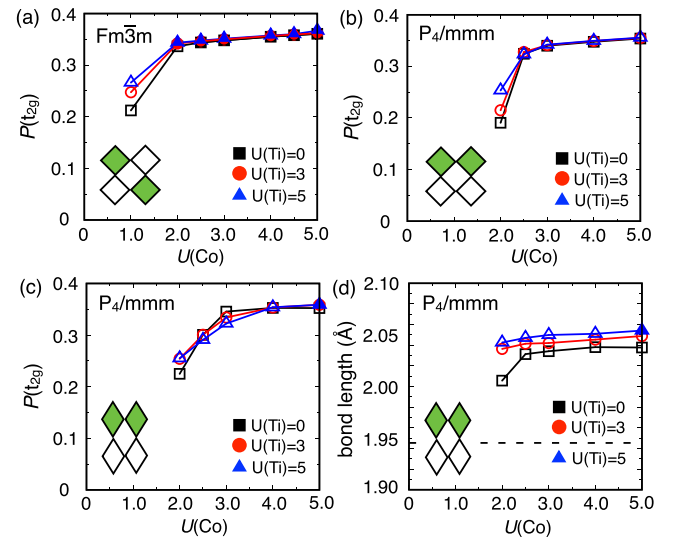 (a)
Fm3̅m
0.4
0.3
0.2
0.1
0
P(t2g)
U(Ti)=0
U(Ti)=3
U(Ti)=5
0 1.0 2.0 3.0 4.0 5.0
U(Co)
(b)
P4/mmm
0.4
0.3
0.2
0.1
0
P(t2g)
U(Ti)=0
U(Ti)=3
U(Ti)=5
0 1.0 2.0 3.0 4.0 5.0
U(Co)
(c)
P4/mmm
0.4
0.3
0.2
0.1
0
P(t2g)
U(Ti)=0
U(Ti)=3
U(Ti)=5
0 1.0 2.0 3.0 4.0 5.0
U(Co)
(d)
P4/mmm
2.10
2.05
2.00
1.95
1.90
bond length (Å)
U(Ti)=0
U(Ti)=3
U(Ti)=5
0 1.0 2.0 3.0 4.0 5.0
U(Co)